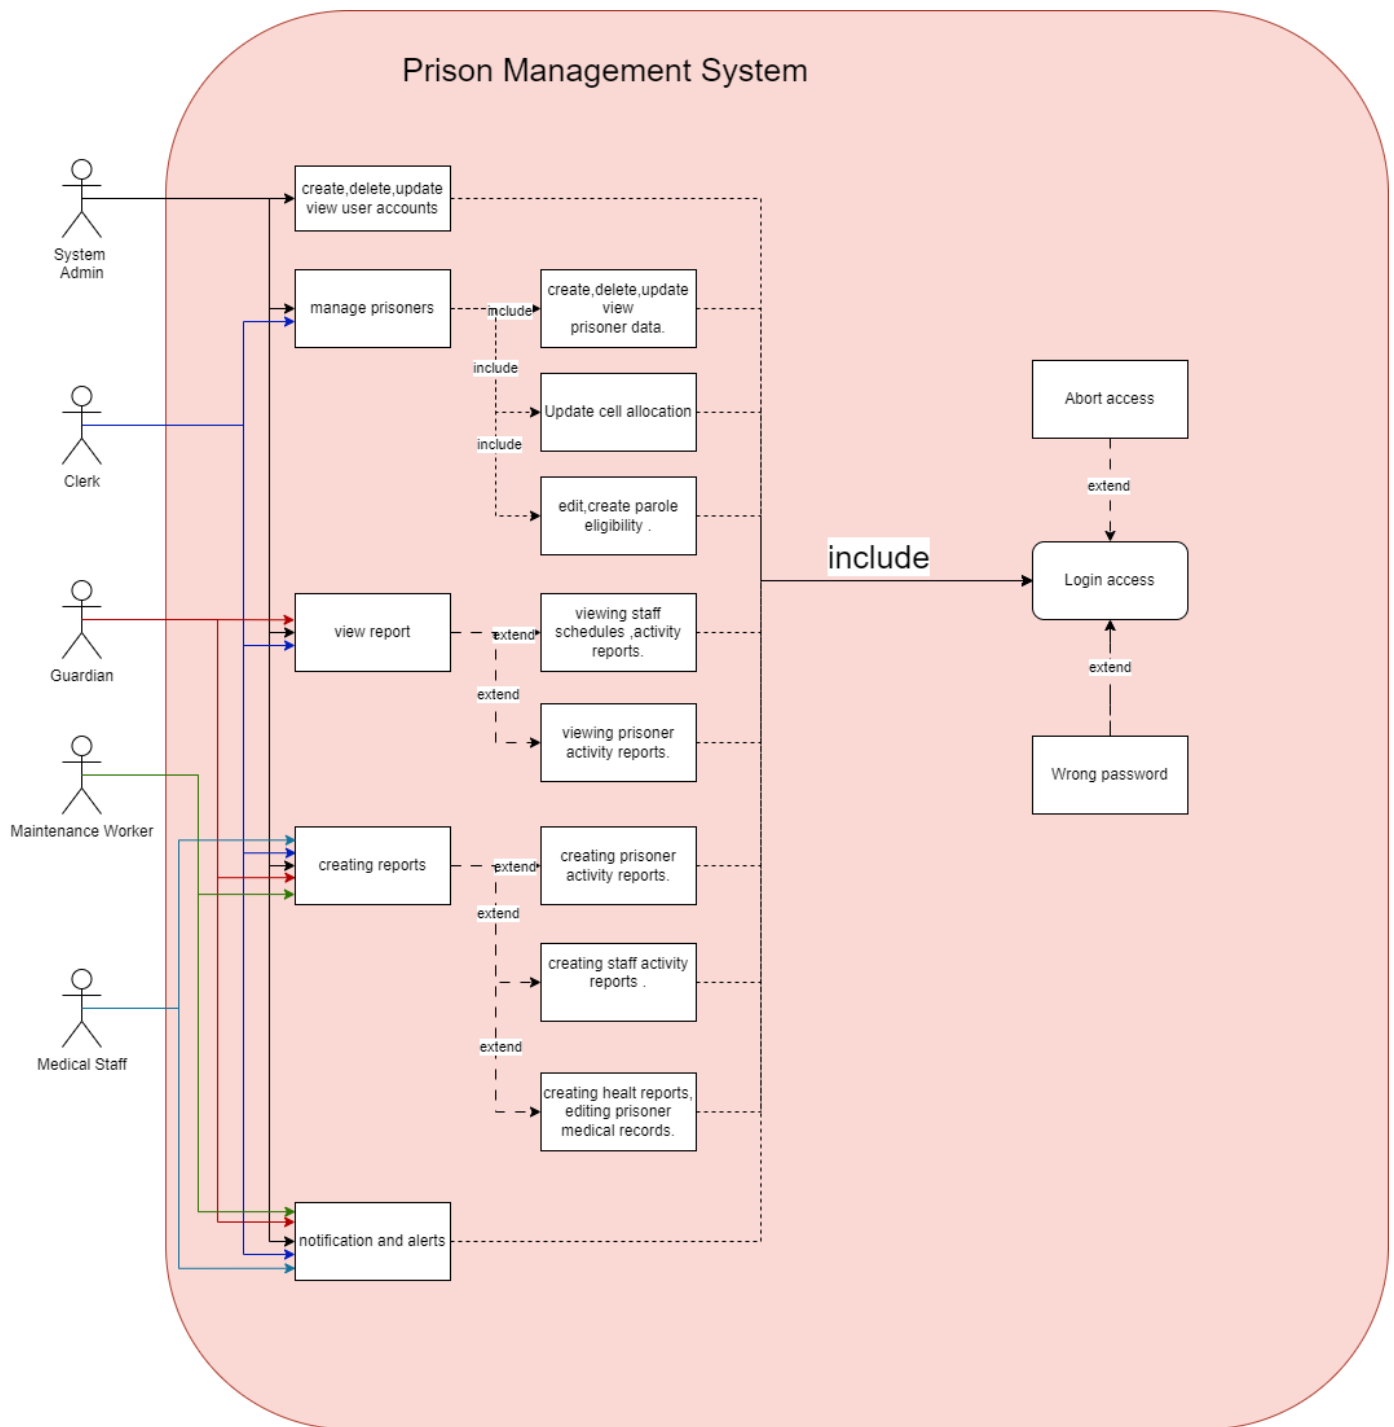 Prison Management System
System
Admin
create,delete,update
view user accounts
manage prisoners
include
create,delete,update
view
prisoner data.
include
Update cell allocation
include
edit,create parole
eligibility .
Clerk
Guardian
view report
extend
viewing staff
schedules ,activity
reports.
extend
viewing prisoner
activity reports.
Maintenance Worker
creating reports
extend
creating prisoner
activity reports.
extend
creating staff activity
reports .
extend
creating healt reports,
editing prisoner
medical records.
Medical Staff
notification and alerts
include
Abort access
extend
Login access
extend
Wrong password